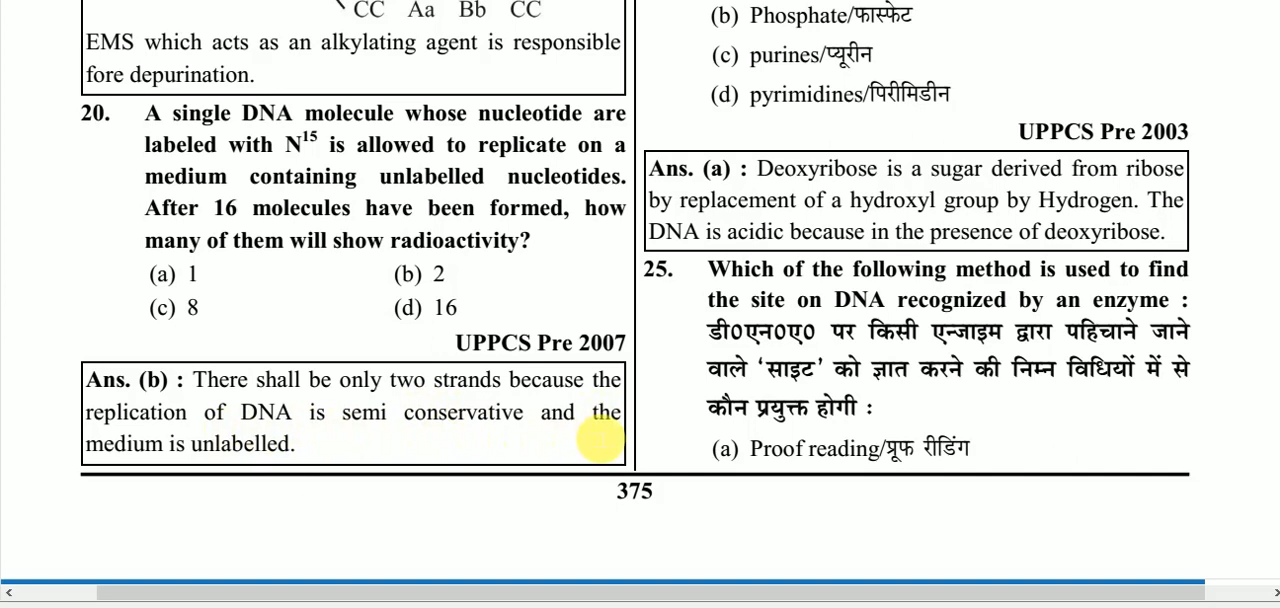 CC Aa Bb CC
EMS which acts as an alkylating agent is responsible
fore depurination.
20. A single DNA molecule whose nucleotide are
labeled with N¹⁵ is allowed to replicate on a
medium containing unlabelled nucleotides.
After 16 molecules have been formed, how
many of them will show radioactivity?
(a) 1 (b) 2
(c) 8 (d) 16
UPPCS Pre 2007
Ans. (b) : There shall be only two strands because the
replication of DNA is semi conservative and the
medium is unlabelled.
(b) Phosphate/फास्फेट
(c) purines/प्यूरीन
(d) pyrimidines/पिरीमिडीन
UPPCS Pre 2003
Ans. (a) : Deoxyribose is a sugar derived from ribose
by replacement of a hydroxyl group by Hydrogen. The
DNA is acidic because in the presence of deoxyribose.
25. Which of the following method is used to find
the site on DNA recognized by an enzyme :
डी०एन०ए० पर किसी एन्जाइम द्वारा पहिचाने जाने
वाले ‘साइट’ को ज्ञात करने की निम्न विधियों में से
कौन प्रयुक्त होगी :
(a) Proof reading/प्रूफ रीडिंग
375